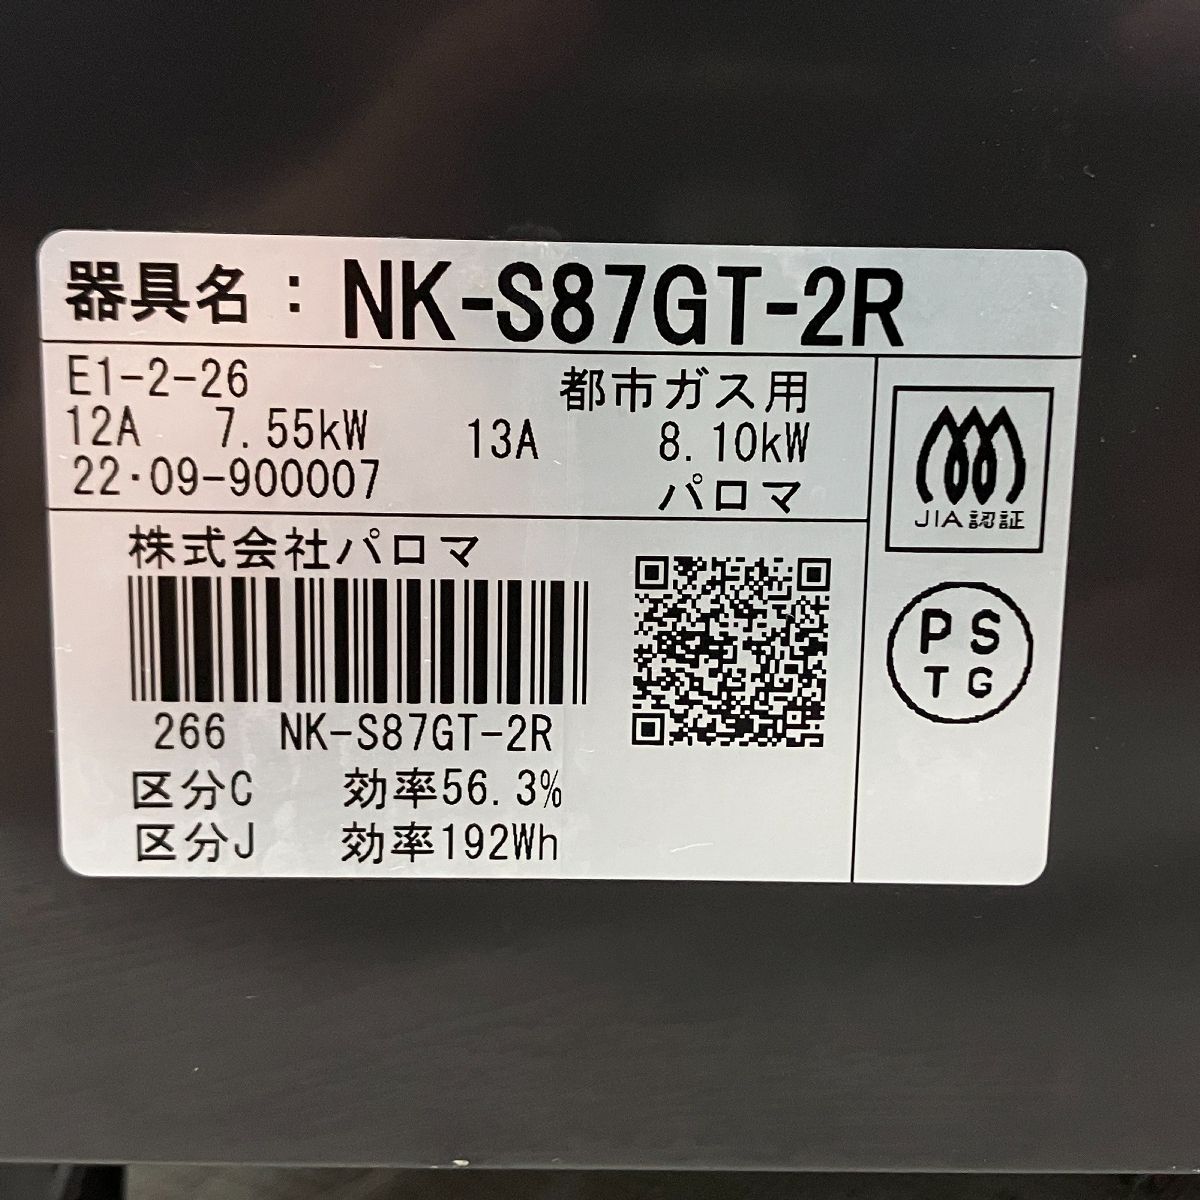 器具名：NK-S87GT-2R
E1-2-26 都市ガス用
12A 7.55kW 13A 8.10kW
22・09-900007 パロマ
JIA認証
株式会社パロマ
PS
TG
266 NK-S87GT-2R
区分C 効率56.3%
区分J 効率192Wh